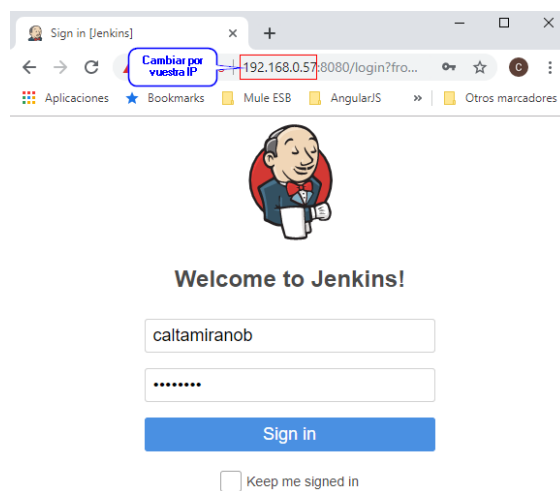 Sign in [Jenkins]
Cambiar por
vuestra IP
192.168.0.57:8080/login?fro...
C
Aplicaciones
Bookmarks
Mule ESB
AngularJS
»
Otros marcadores
Welcome to Jenkins!
caltamiranob
••••••••
Sign in
Keep me signed in